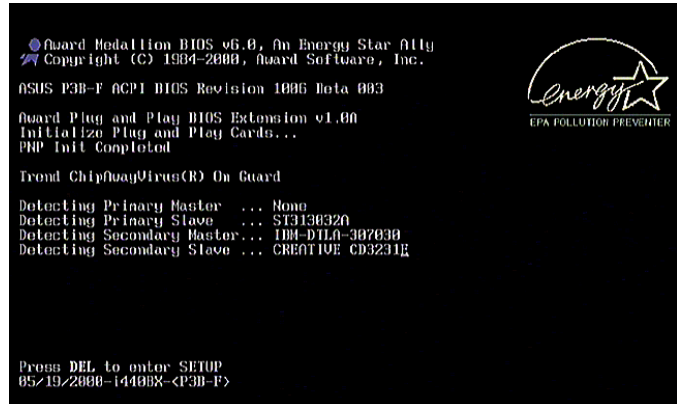 Award Medallion BIOS v6.0, An Energy Star Ally
Copyright (C) 1984-2000, Award Software, Inc.
ASUS P3B-F ACPI BIOS Revision 1006 Beta 003
energy
EPA POLLUTION PREVENTER
Award Plug and Play BIOS Extension v1.0A
Initialize Plug and Play Cards...
PNP Init Completed
Trend ChipAwayVirus(R) On Guard
Detecting Primary Master ... None
Detecting Primary Slave ... ST313032A
Detecting Secondary Master... IBM-DTLA-307030
Detecting Secondary Slave ... CREATIVE CD3231E
Press DEL to enter SETUP
05/19/2000-i440BX-<P3B-F>